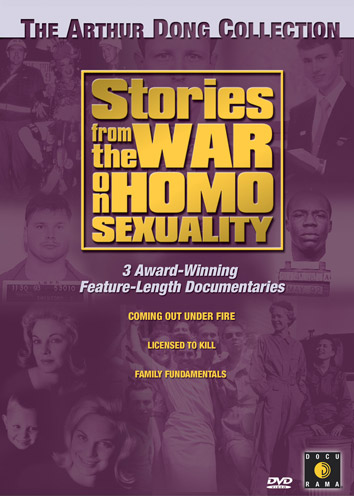 THE ARTHUR DONG COLLECTION
Stories
from WAR
the
on HOMO
SEXUALITY
3 Award-Winning
Feature-Length Documentaries
COMING OUT UNDER FIRE
LICENSED TO KILL
FAMILY FUNDAMENTALS
DVD
VIDEO
DOCU
RAMA